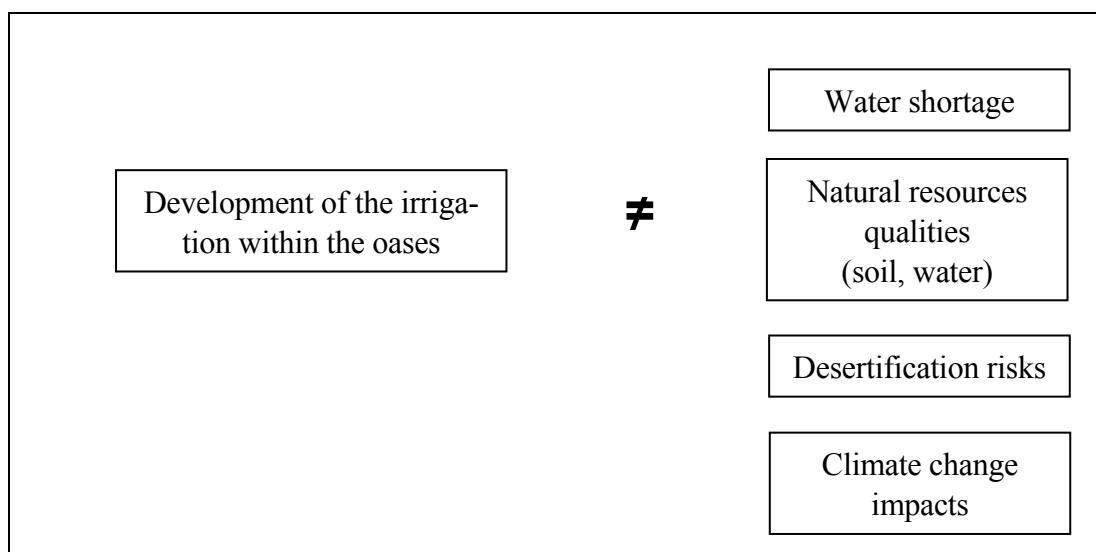 Water shortage
Development of the irriga-
tion within the oases
≠
Natural resources
qualities
(soil, water)
Desertification risks
Climate change
impacts